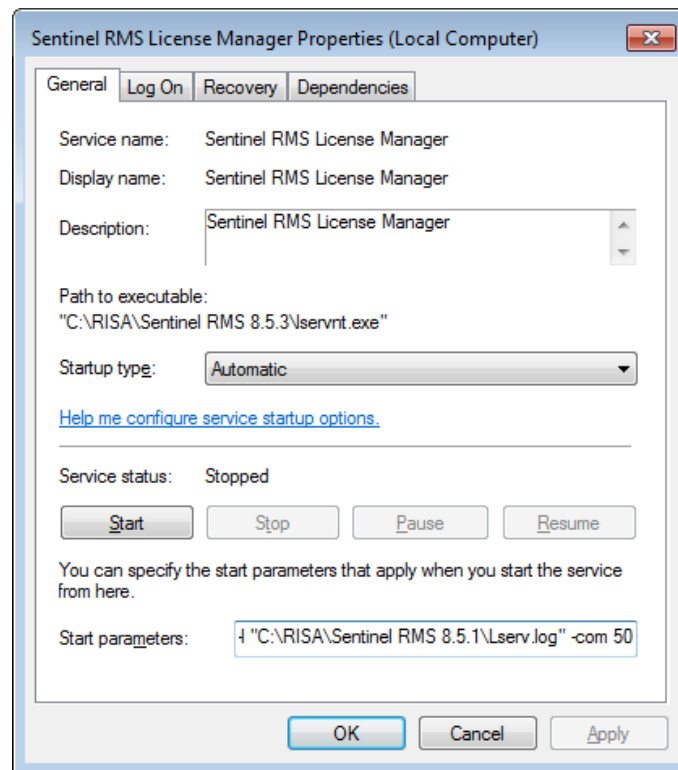 Sentinel RMS License Manager Properties (Local Computer)
General Log On Recovery Dependencies
Service name: Sentinel RMS License Manager
Display name: Sentinel RMS License Manager
Description: Sentinel RMS License Manager
Path to executable:
"C:\RISA\Sentinel RMS 8.5.3\lservnt.exe"
Startup type: Automatic
Help me configure service startup options.
Service status: Stopped
Start Stop Pause Resume
You can specify the start parameters that apply when you start the service
from here.
Start parameters: -l "C:\RISA\Sentinel RMS 8.5.1\Lserv.log" -com 50
OK Cancel Apply